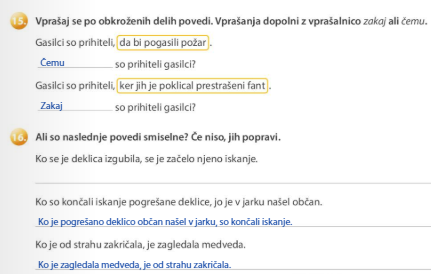 15. Vprašaj se po obkroženih delih povedi. Vprašanja dopolni z vprašalnico zakaj ali čemu.
Gasilci so prihiteli, da bi pogasili požar.
Čemu so prihiteli gasilci?
Gasilci so prihiteli, ker jih je poklical prestrašeni fant.
Zakaj so prihiteli gasilci?
16. Ali so naslednje povedi smiselne? Če niso, jih popravi.
Ko se je deklica izgubila, se je začelo njeno iskanje.
Ko so končali iskanje pogrešane deklice, jo je v jarku našel občan.
Ko je pogrešano deklico občan našel v jarku, so končali iskanje.
Ko je od strahu zakričala, je zagledala medveda.
Ko je zagledala medveda, je od strahu zakričala.